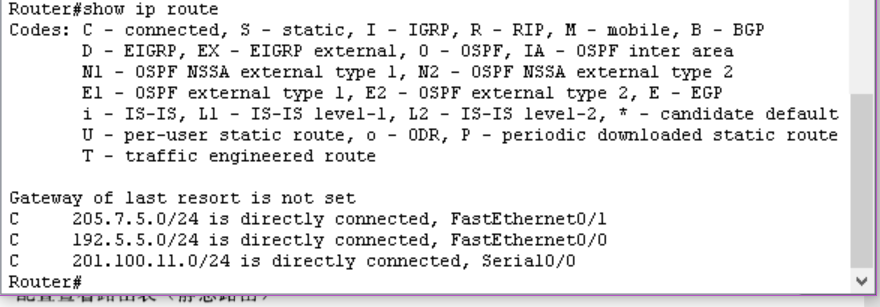 Router#show ip route
Codes: C - connected, S - static, I - IGRP, R - RIP, M - mobile, B - BGP
D - EIGRP, EX - EIGRP external, O - OSPF, IA - OSPF inter area
N1 - OSPF NSSA external type 1, N2 - OSPF NSSA external type 2
E1 - OSPF external type 1, E2 - OSPF external type 2, E - EGP
i - IS-IS, L1 - IS-IS level-1, L2 - IS-IS level-2, * - candidate default
U - per-user static route, o - ODR, P - periodic downloaded static route
T - traffic engineered route
Gateway of last resort is not set
C 205.7.5.0/24 is directly connected, FastEthernet0/1
C 192.5.5.0/24 is directly connected, FastEthernet0/0
C 201.100.11.0/24 is directly connected, Serial0/0
Router#